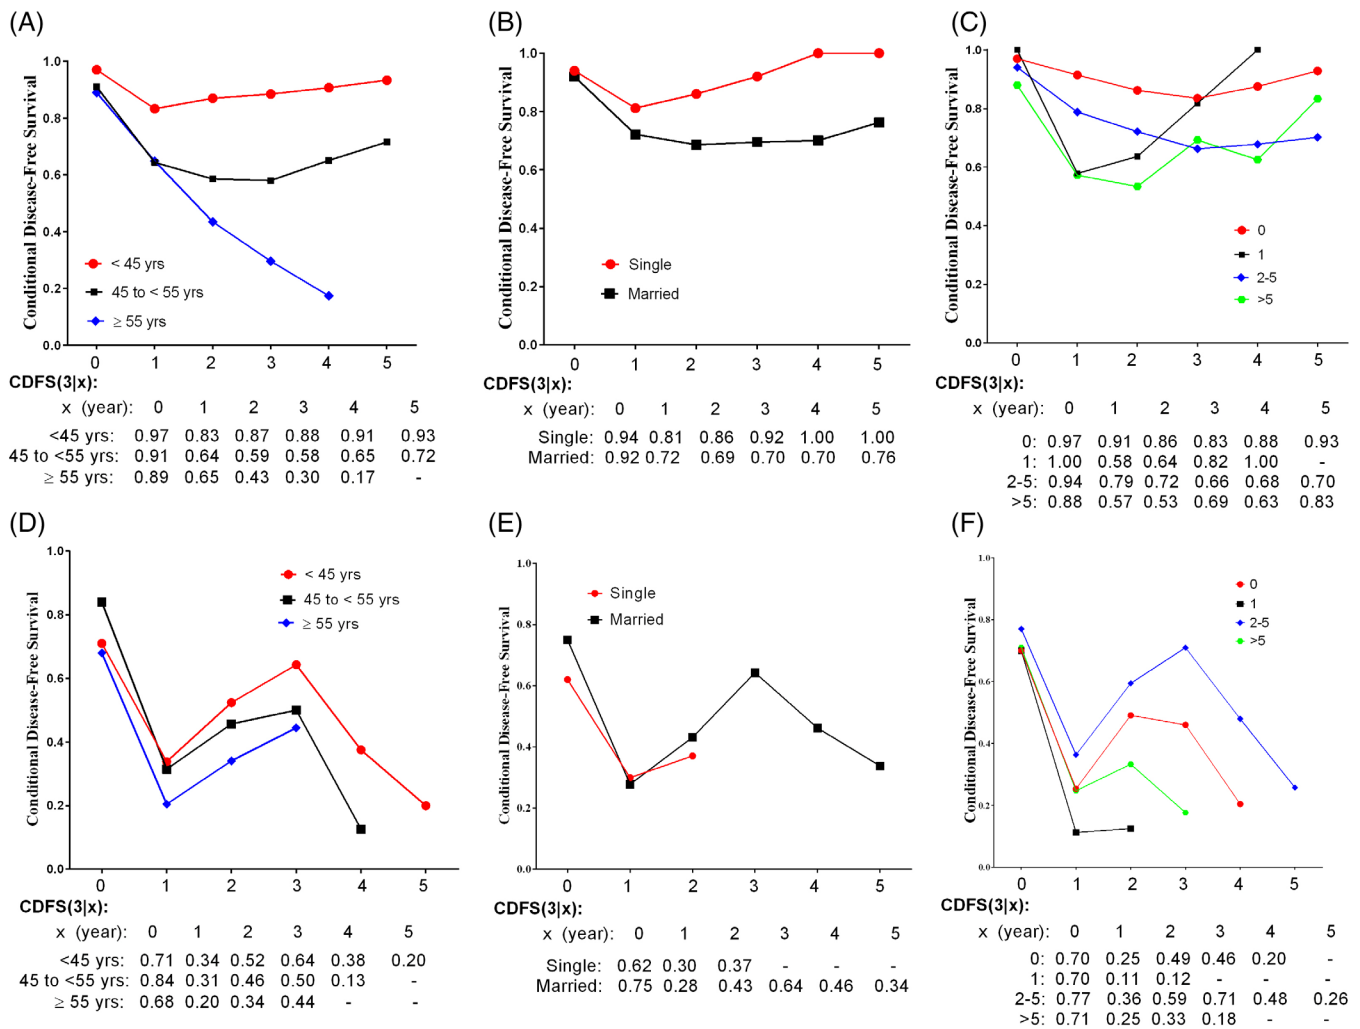 (A)
Conditional Disease-Free Survival
1.0
0.8
0.6
0.4
0.2
0.0
< 45 yrs
45 to < 55 yrs
≥ 55 yrs
0 1 2 3 4 5
CDFS(3|x):
x (year): 0 1 2 3 4 5
<45 yrs: 0.97 0.83 0.87 0.88 0.91 0.93
45 to <55 yrs: 0.91 0.64 0.59 0.58 0.65 0.72
≥ 55 yrs: 0.89 0.65 0.43 0.30 0.17 -
(B)
Conditional Disease-Free Survival
1.0
0.8
0.6
0.4
0.2
0.0
Single
Married
0 1 2 3 4 5
x (year): 0 1 2 3 4 5
Single: 0.94 0.81 0.86 0.92 1.00 1.00
Married: 0.92 0.72 0.69 0.70 0.70 0.76
(C)
Conditional Disease-Free Survival
1.0
0.8
0.6
0.4
0.2
0.0
0
1
2-5
>5
0 1 2 3 4 5
CDFS(3|x):
x (year): 0 1 2 3 4 5
0: 0.97 0.91 0.86 0.83 0.88 0.93
1: 1.00 0.58 0.64 0.82 1.00 -
2-5: 0.94 0.79 0.72 0.66 0.68 0.70
>5: 0.88 0.57 0.53 0.69 0.63 0.83
(D)
Conditional Disease-Free Survival
1.0
0.8
0.6
0.4
0.2
0.0
< 45 yrs
45 to < 55 yrs
≥ 55 yrs
0 1 2 3 4 5
CDFS(3|x):
x (year): 0 1 2 3 4 5
<45 yrs: 0.71 0.34 0.52 0.64 0.38 0.20
45 to <55 yrs: 0.84 0.31 0.46 0.50 0.13 -
≥ 55 yrs: 0.68 0.20 0.34 0.44 - -
(E)
Conditional Disease-Free Survival
1.0
0.8
0.6
0.4
0.2
0.0
Single
Married
0 1 2 3 4 5
x (year): 0 1 2 3 4 5
Single: 0.62 0.30 0.37 - - -
Married: 0.75 0.28 0.43 0.64 0.46 0.34
(F)
Conditional Disease-Free Survival
1.0
0.8
0.6
0.4
0.2
0.0
0
1
2-5
>5
0 1 2 3 4 5
CDFS(3|x):
x (year): 0 1 2 3 4 5
0: 0.70 0.25 0.49 0.46 0.20 -
1: 0.70 0.11 0.12 - - -
2-5: 0.77 0.36 0.59 0.71 0.48 0.26
>5: 0.71 0.25 0.33 0.18 - -